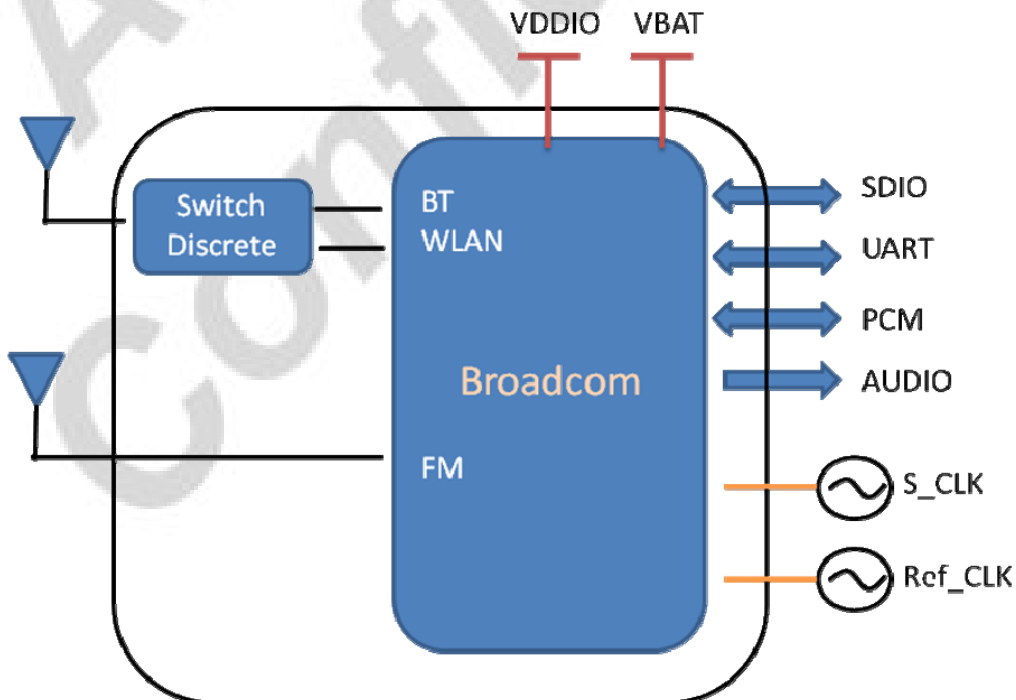 VDDIO VBAT
Switch
Discrete
BT
WLAN
Broadcom
FM
SDIO
UART
PCM
AUDIO
S_CLK
Ref_CLK